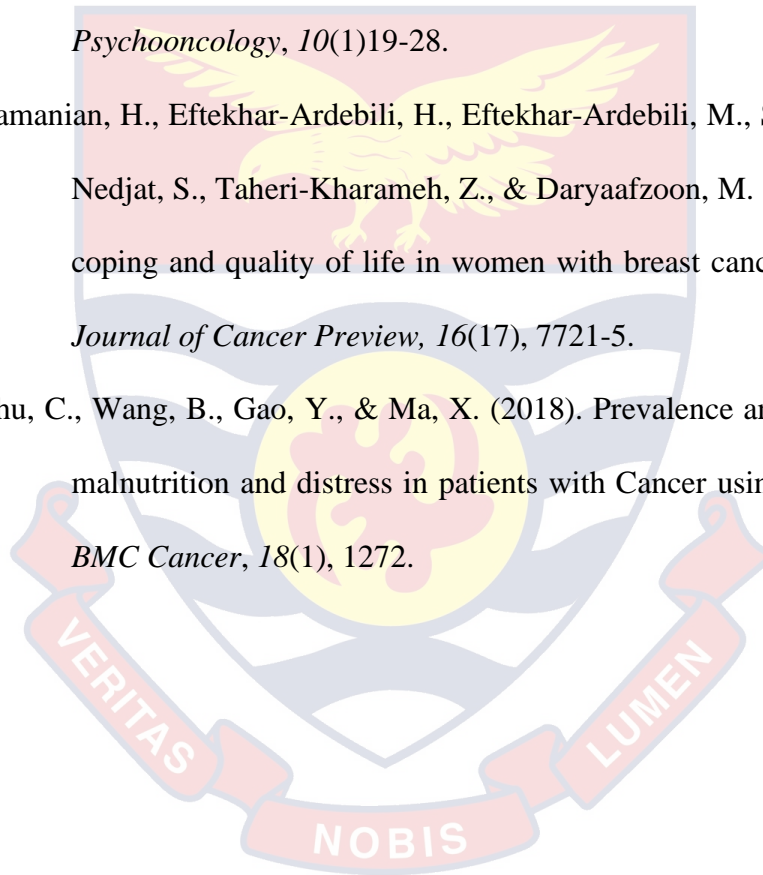 Psychooncology, 10(1)19-28.
amanian, H., Eftekhar-Ardebili, H., Eftekhar-Ardebili, M., S
Nedjat, S., Taheri-Kharameh, Z., & Daryaafzoon, M.
coping and quality of life in women with breast canc
Journal of Cancer Preview, 16(17), 7721-5.
hu, C., Wang, B., Gao, Y., & Ma, X. (2018). Prevalence an
malnutrition and distress in patients with Cancer usin
BMC Cancer, 18(1), 1272.
VERITAS
NOBIS
LUMEN